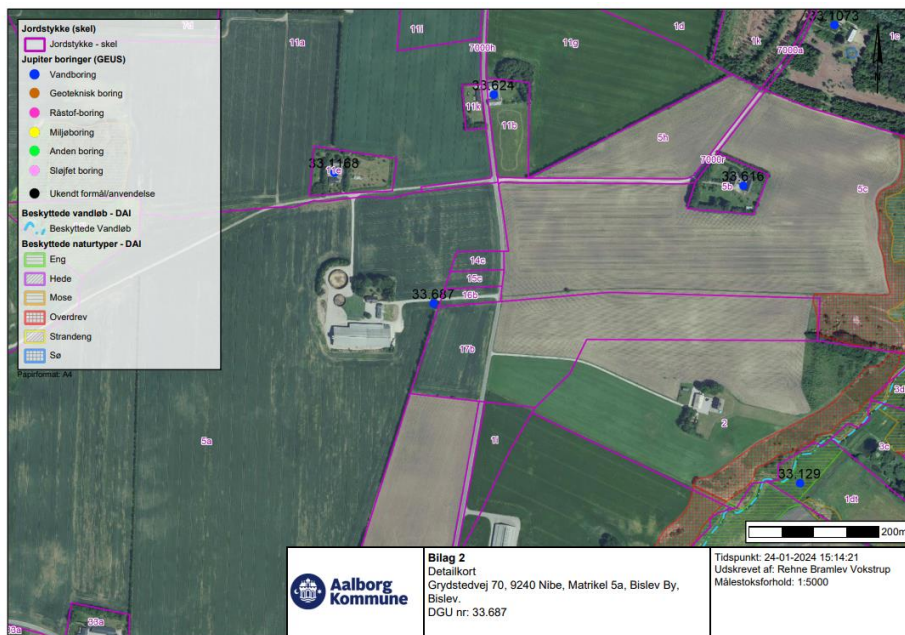 Jordstykke (skel)
Jordstykke - skel
Jupiter boringer (GEUS)
Vandboring
Geoteknisk boring
Råstof-boring
Miljøboring
Anden boring
Sløjfet boring
Ukendt formål/anvendelse
Beskyttede vandløb - DAI
Beskyttede Vandløb
Beskyttede naturtyper - DAI
Eng
Hede
Mose
Overdrev
Strandeng
Sø
Papirformat: A4
11a
11i
7000h
11g
1d
1k
7000a
33.1073
1c
33.624
11k
11b
5h
7000r
33.1168
11e
33.616
5b
5c
14c
15c
16b
33.687
17b
5a
1i
2
3d
3c
33.129
1dt
200m
33a
Aalborg
Kommune
Bilag 2
Detailkort
Grydstedvej 70, 9240 Nibe, Matrikel 5a, Bislev By,
Bislev.
DGU nr: 33.687
Tidspunkt: 24-01-2024 15:14:21
Udskrevet af: Rehne Bramlev Vokstrup
Målestoksforhold: 1:5000